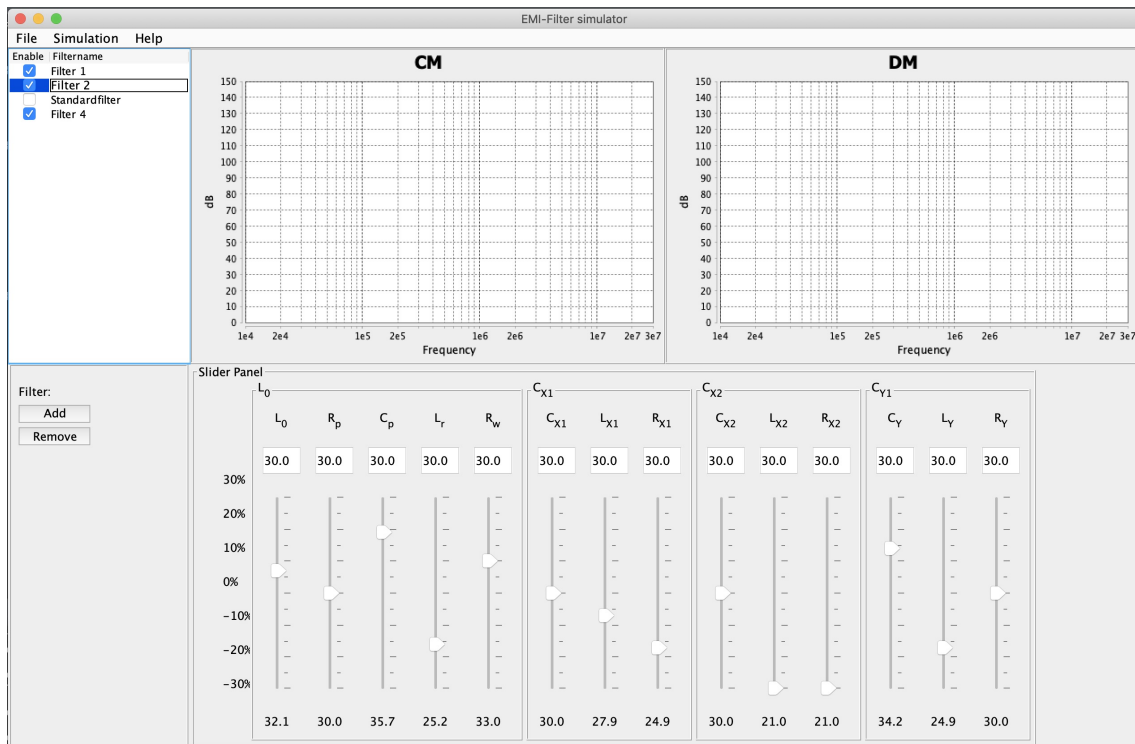 EMI-Filter simulator
File Simulation Help
Enable Filtername
Filter 1
Filter 2
Standardfilter
Filter 4
CM
150
140
130
120
110
100
90
80
70
60
50
40
30
20
10
0
dB
1e4 2e4 1e5 2e5 1e6 2e6 1e7 2e7 3e7
Frequency
DM
150
140
130
120
110
100
90
80
70
60
50
40
30
20
10
0
dB
1e4 2e4 1e5 2e5 1e6 2e6 1e7 2e7 3e7
Frequency
Filter:
Add
Remove
Slider Panel
L0 CX1 CX2 CY1
L0 Rp Cp Lr Rw CX1 LX1 RX1 CX2 LX2 RX2 CY LY RY
30.0 30.0 30.0 30.0 30.0 30.0 30.0 30.0 30.0 30.0 30.0 30.0 30.0 30.0
30%
20%
10%
0%
-10%
-20%
-30%
32.1 30.0 35.7 25.2 33.0 30.0 27.9 24.9 30.0 21.0 21.0 34.2 24.9 30.0